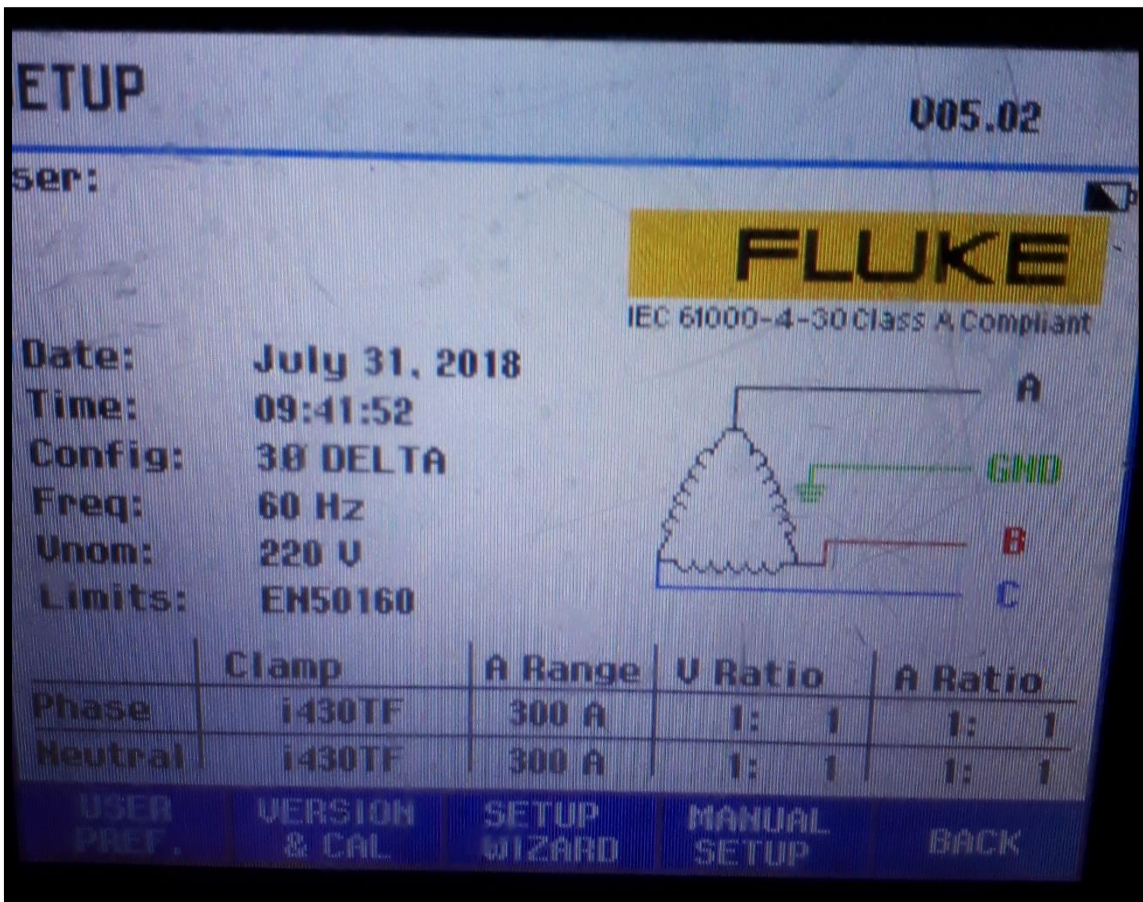 ETUP
V05.02
ser:
FLUKE
IEC 61000-4-30 Class A Compliant
Date: July 31, 2018
Time: 09:41:52
Config: 3Ø DELTA
Freq: 60 Hz
Vnom: 220 V
Limits: EN50160
A
GND
B
C
Clamp A Range V Ratio A Ratio
Phase i430TF 300 A 1: 1 1: 1
Neutral i430TF 300 A 1: 1 1: 1
USER PREF.
VERSION & CAL
SETUP WIZARD
MANUAL SETUP
BACK